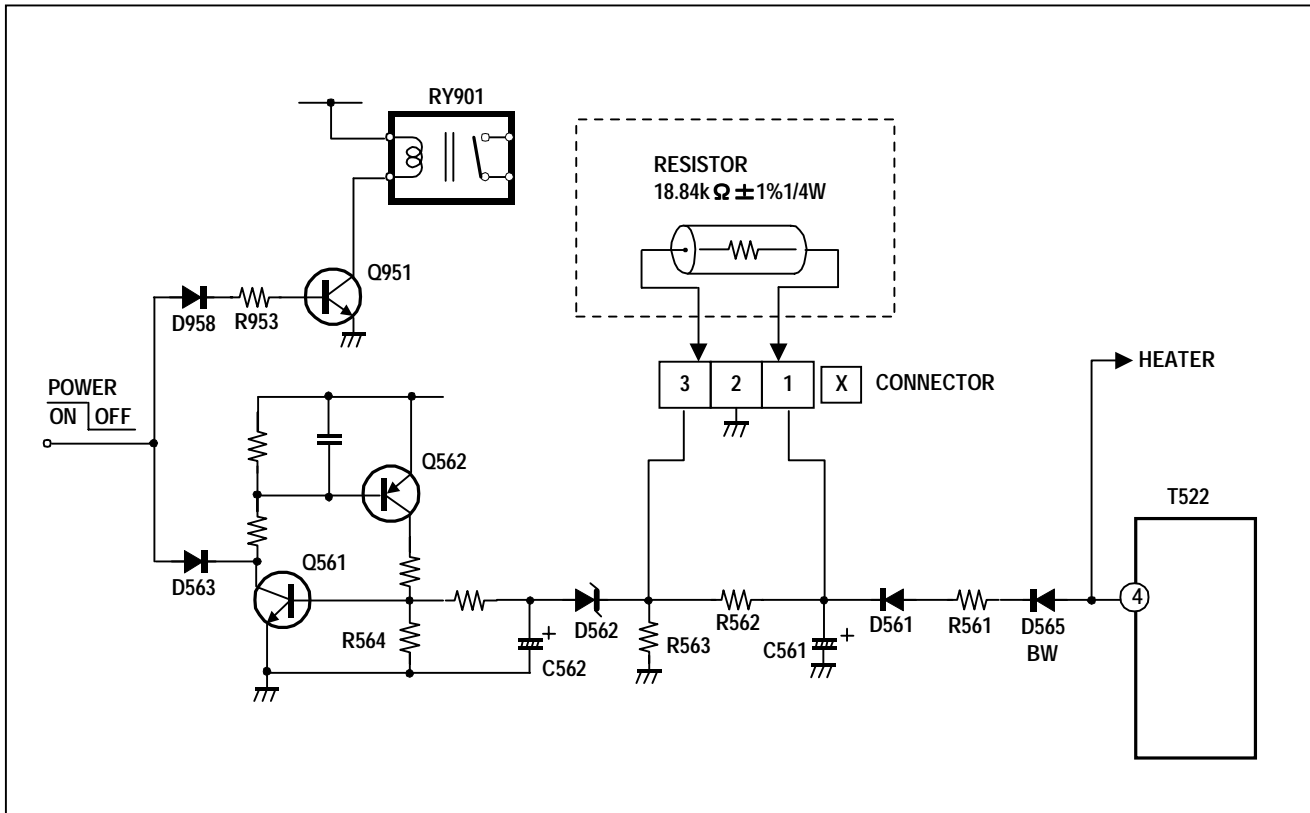 RY901
RESISTOR
18.84k Ω ±1%1/4W
Q951
D958
R953
3 2 1 X CONNECTOR
HEATER
POWER
ON OFF
Q562
T522
D563
Q561
4
R564
C562
D562
R563
R562
C561
D561
R561
D565
BW